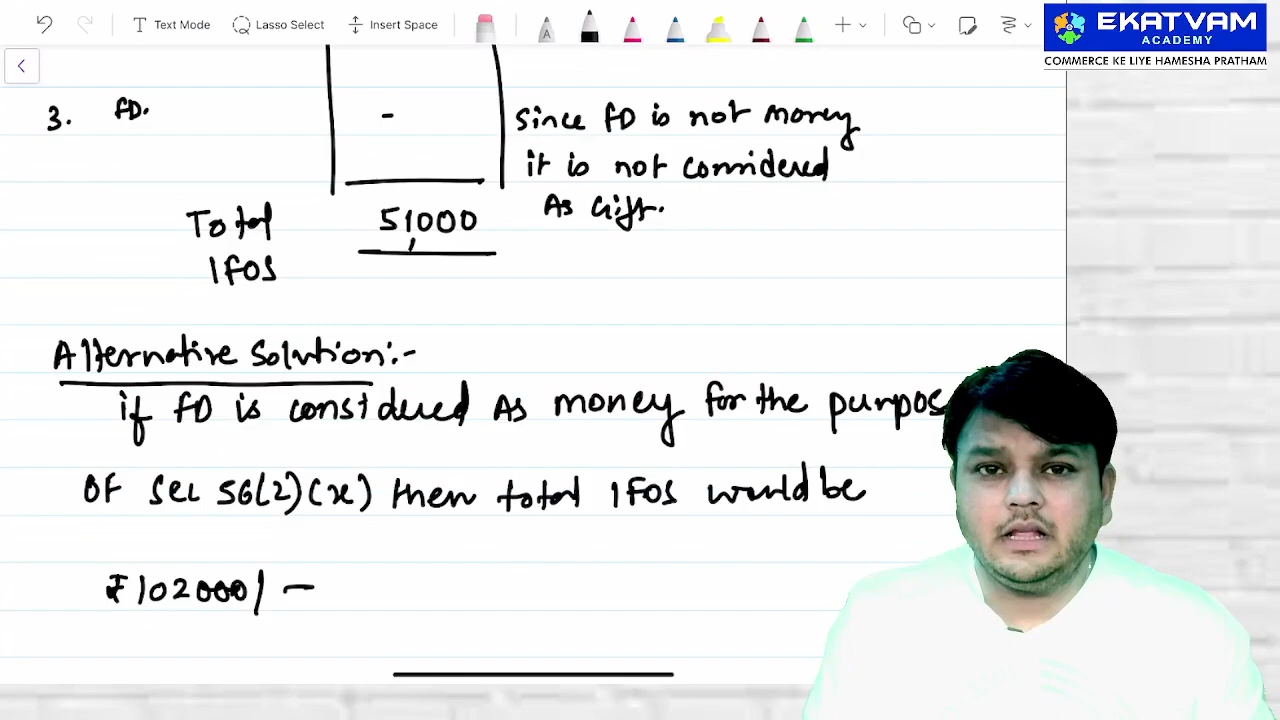 Text Mode Lasso Select Insert Space
EKATVAM
ACADEMY
COMMERCE KE LIYE HAMESHA PRATHAM
3. FD. - Since FD is not money
it is not considered
As Gift.
Total 51,000
IFOS
Alternative Solution:-
if FD is considered As money for the purpos
OF Sec 56(2)(x) then total IFOS would be
₹102000/-